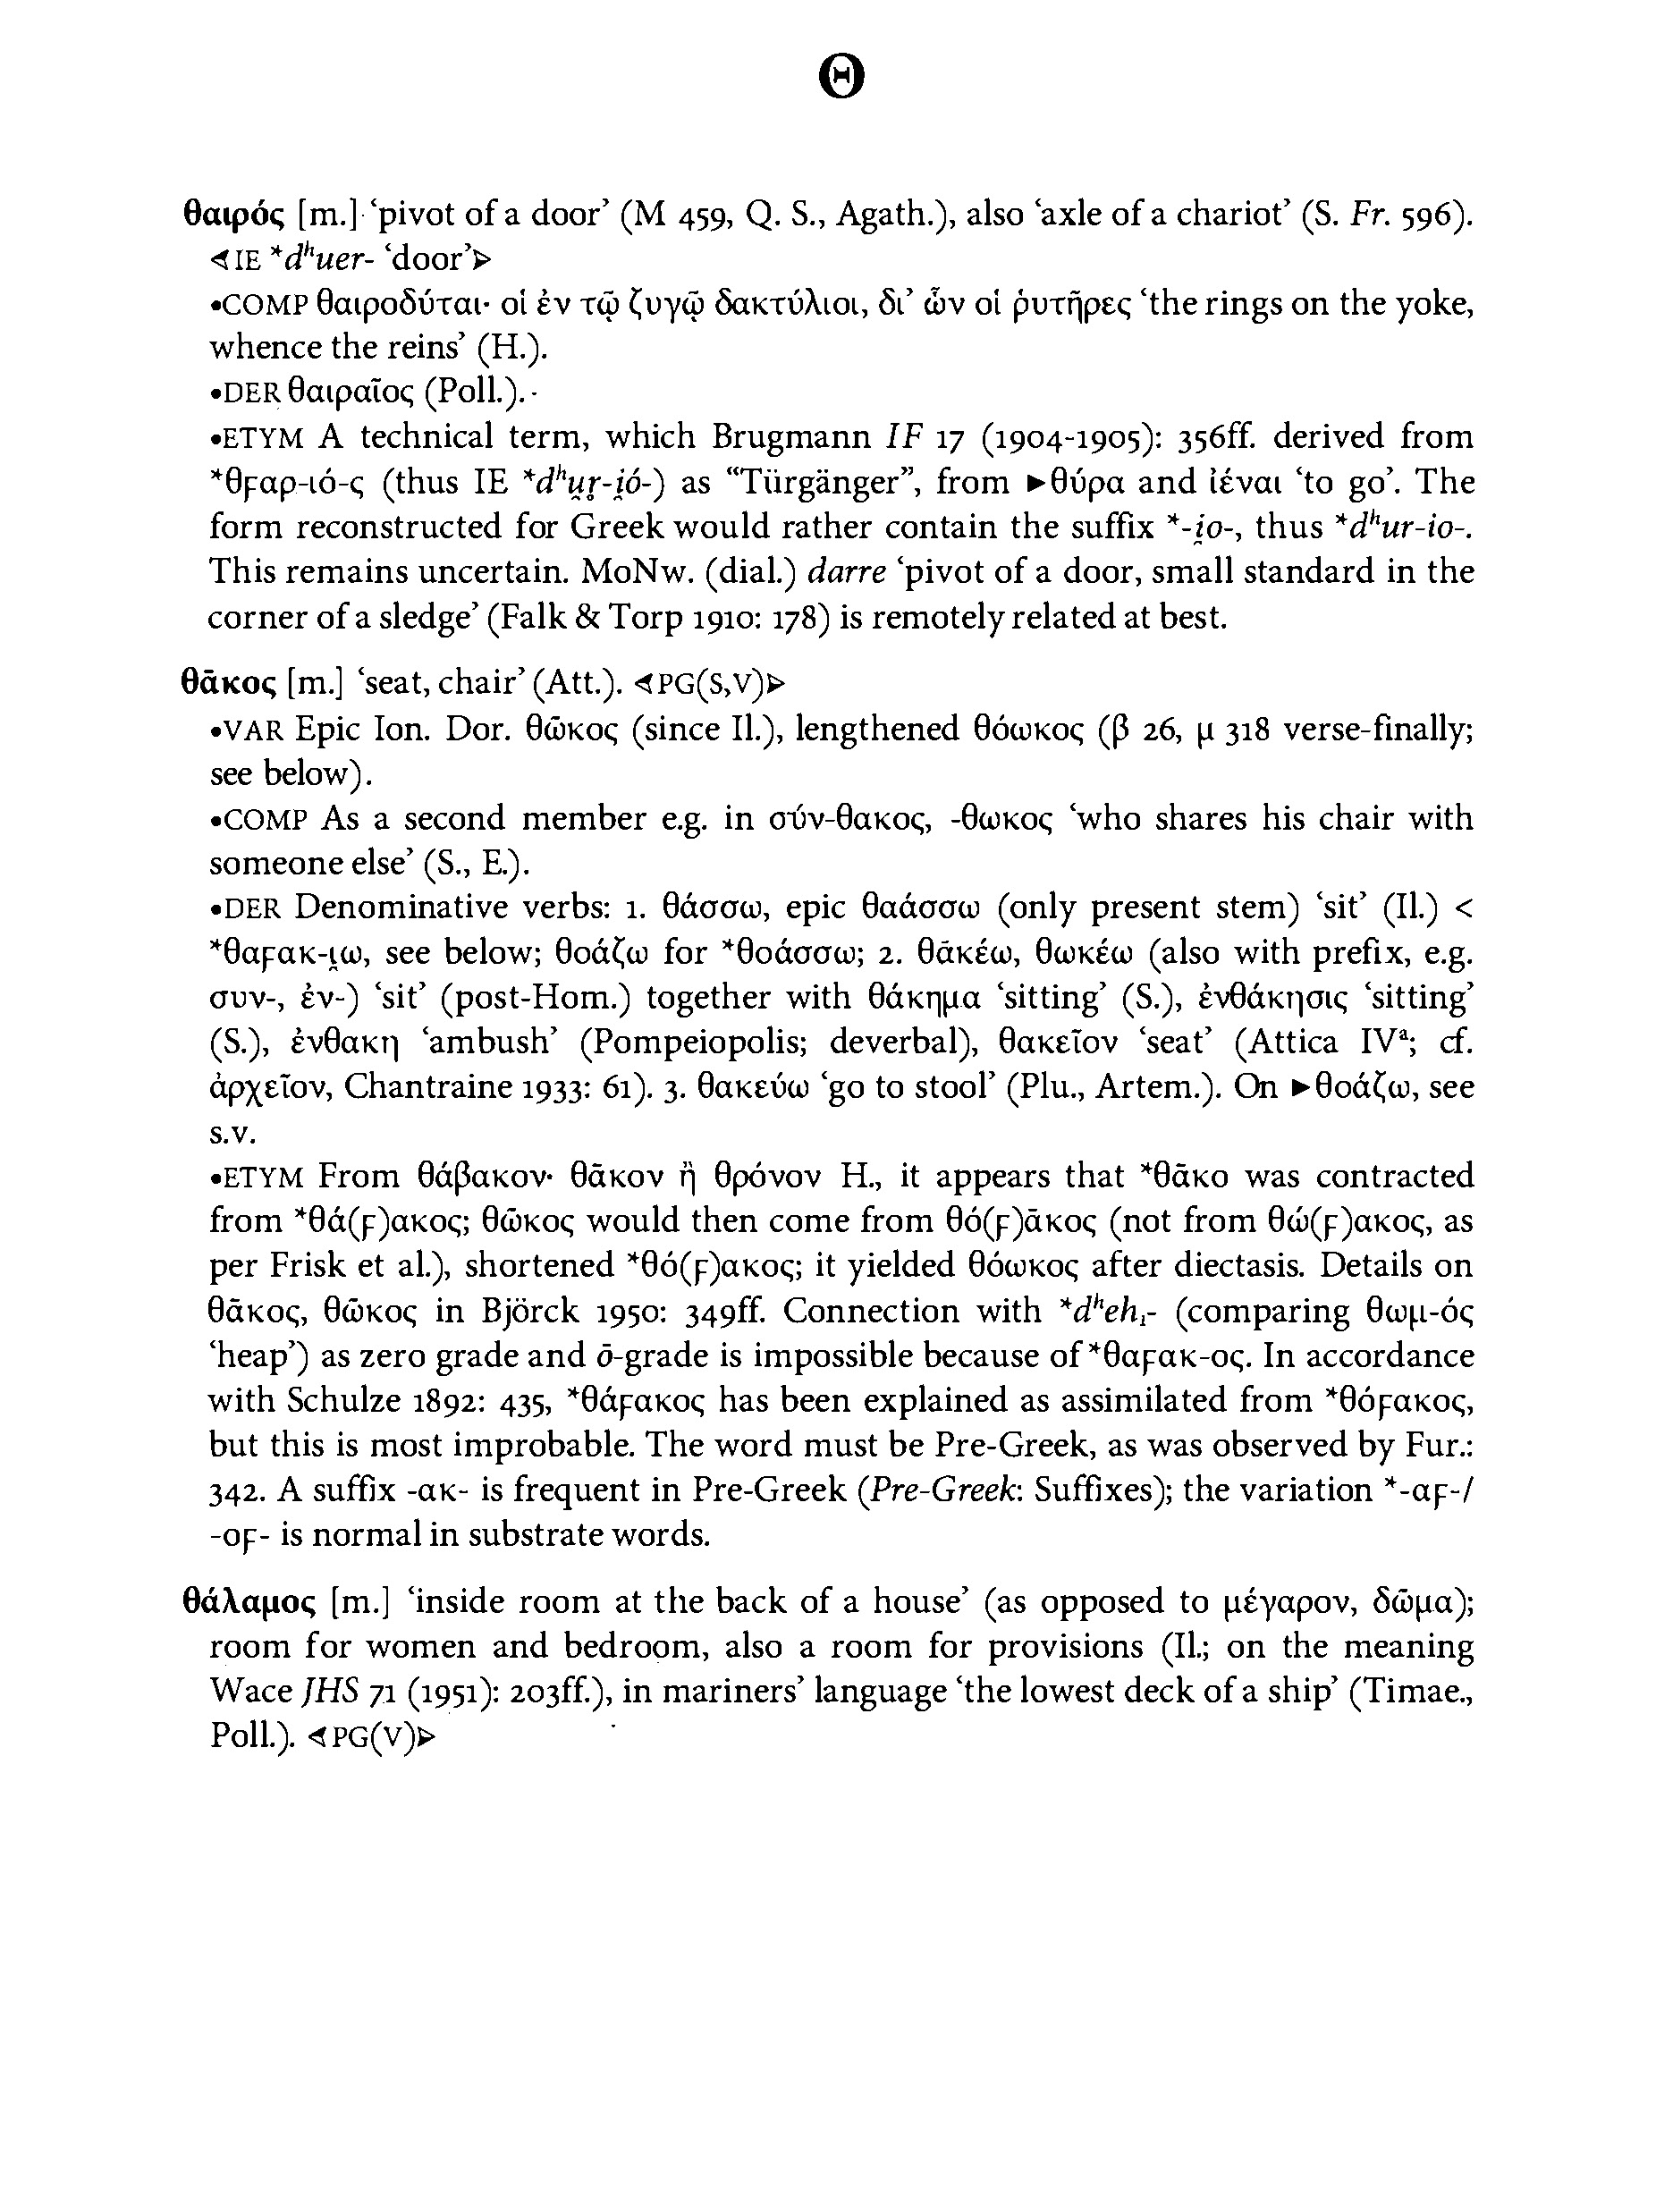 Θ
θαιρός [m.] ‘pivot of a door’ (M 459, Q. S., Agath.), also ‘axle of a chariot’ (S. Fr. 596).
⊲IE *dʰuer- ‘door’⊳
•COMP θαιροδύται· οἱ ἐν τῷ ζυγῷ δακτύλιοι, δι’ ὧν οἱ ῥυτῆρες ‘the rings on the yoke,
whence the reins’ (H.).
•DER θαιραῖος (Poll.).
•ETYM A technical term, which Brugmann IF 17 (1904-1905): 356ff. derived from
*θϝαρ-ιό-ς (thus IE *dʰu̯r̥-i̯ó-) as “Türgänger”, from ►θύρα and ἰέναι ‘to go’. The
form reconstructed for Greek would rather contain the suffix *-i̯o-, thus *dʰur-io-.
This remains uncertain. MoNw. (dial.) darre ‘pivot of a door, small standard in the
corner of a sledge’ (Falk & Torp 1910: 178) is remotely related at best.
θᾶκος [m.] ‘seat, chair’ (Att.). ⊲PG(S,V)⊳
•VAR Epic Ion. Dor. θῶκος (since Il.), lengthened θόωκος (β 26, μ 318 verse-finally;
see below).
•COMP As a second member e.g. in σύν-θακος, -θωκος ‘who shares his chair with
someone else’ (S., E.).
•DER Denominative verbs: 1. θάσσω, epic θαάσσω (only present stem) ‘sit’ (Il.) <
*θαϝακ-ι̯ω, see below; θοάζω for *θοάσσω; 2. θᾱκέω, θωκέω (also with prefix, e.g.
συν-, ἐν-) ‘sit’ (post-Hom.) together with θάκημα ‘sitting’ (S.), ἐνθάκησις ‘sitting’
(S.), ἐνθακη ‘ambush’ (Pompeiopolis; deverbal), θακεῖον ‘seat’ (Attica IVᵃ; cf.
ἀρχεῖον, Chantraine 1933: 61). 3. θακεύω ‘go to stool’ (Plu., Artem.). On ►θοάζω, see
s.v.
•ETYM From θάβακον· θᾶκον ἢ θρόνον H., it appears that *θᾶκο was contracted
from *θά(ϝ)ακος; θῶκος would then come from θό(ϝ)ᾱκος (not from θώ(ϝ)ακος, as
per Frisk et al.), shortened *θό(ϝ)ακος; it yielded θόωκος after diectasis. Details on
θᾶκος, θῶκος in Björck 1950: 349ff. Connection with *dʰeh₁- (comparing θωμ-ός
‘heap’) as zero grade and ō-grade is impossible because of *θαϝακ-ος. In accordance
with Schulze 1892: 435, *θάϝακος has been explained as assimilated from *θόϝακος,
but this is most improbable. The word must be Pre-Greek, as was observed by Fur.:
342. A suffix -ακ- is frequent in Pre-Greek (Pre-Greek: Suffixes); the variation *-αϝ-/
-οϝ- is normal in substrate words.
θάλαμος [m.] ‘inside room at the back of a house’ (as opposed to μέγαρον, δῶμα);
room for women and bedroom, also a room for provisions (Il.; on the meaning
Wace JHS 71 (1951): 203ff.), in mariners’ language ‘the lowest deck of a ship’ (Timae.,
Poll.). ⊲PG(V)⊳